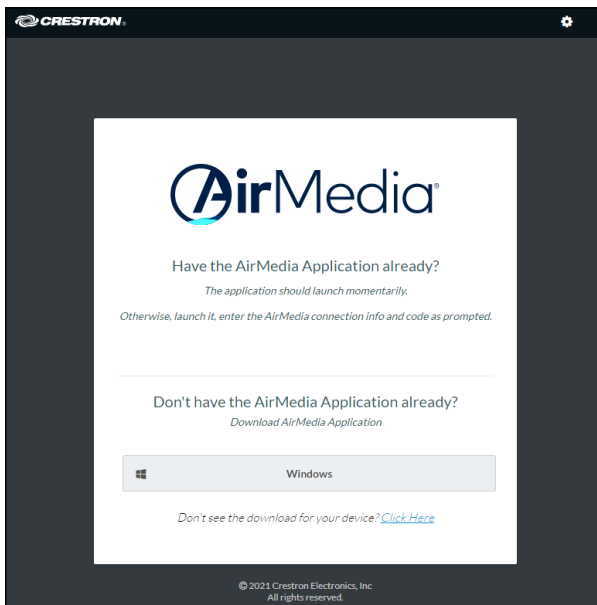 CRESTRON®
AirMedia®
Have the AirMedia Application already?
The application should launch momentarily.
Otherwise, launch it, enter the AirMedia connection info and code as prompted.
Don't have the AirMedia Application already?
Download AirMedia Application
Windows
Don't see the download for your device? Click Here
© 2021 Crestron Electronics, Inc
All rights reserved.